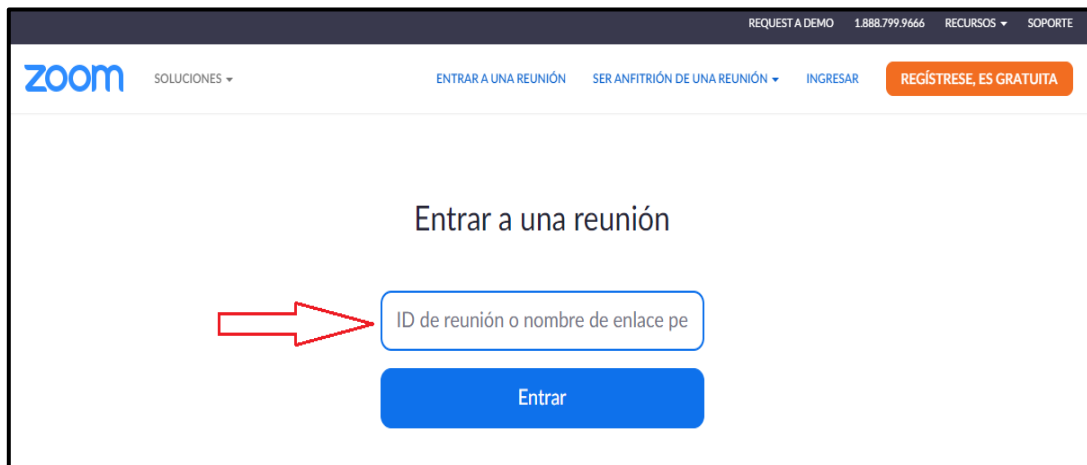 REQUEST A DEMO 1.888.799.9666 RECURSOS SOPORTE
zoom SOLUCIONES ENTRAR A UNA REUNIÓN SER ANFITRIÓN DE UNA REUNIÓN INGRESAR REGÍSTRESE, ES GRATUITA
Entrar a una reunión
ID de reunión o nombre de enlace pe
Entrar